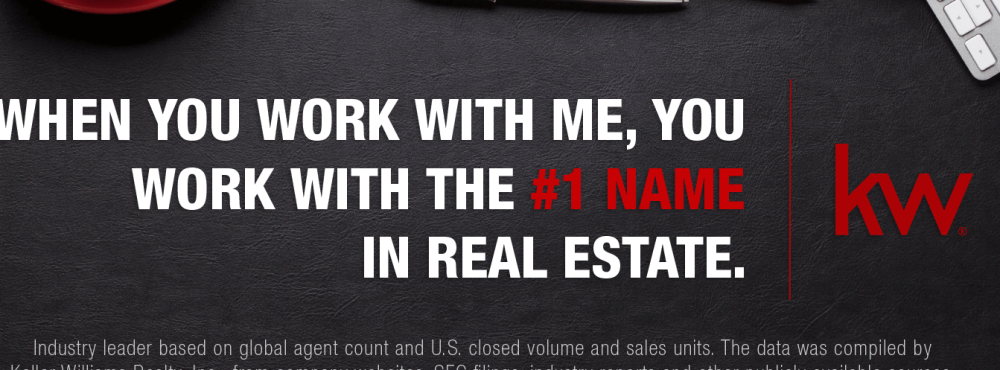 WHEN YOU WORK WITH ME, YOU
WORK WITH THE #1 NAME
IN REAL ESTATE.
kw®
Industry leader based on global agent count and U.S. closed volume and sales units. The data was compiled by
Keller Williams Realty, Inc., from company websites, SEC filings, industry reports and other publicly available sources.